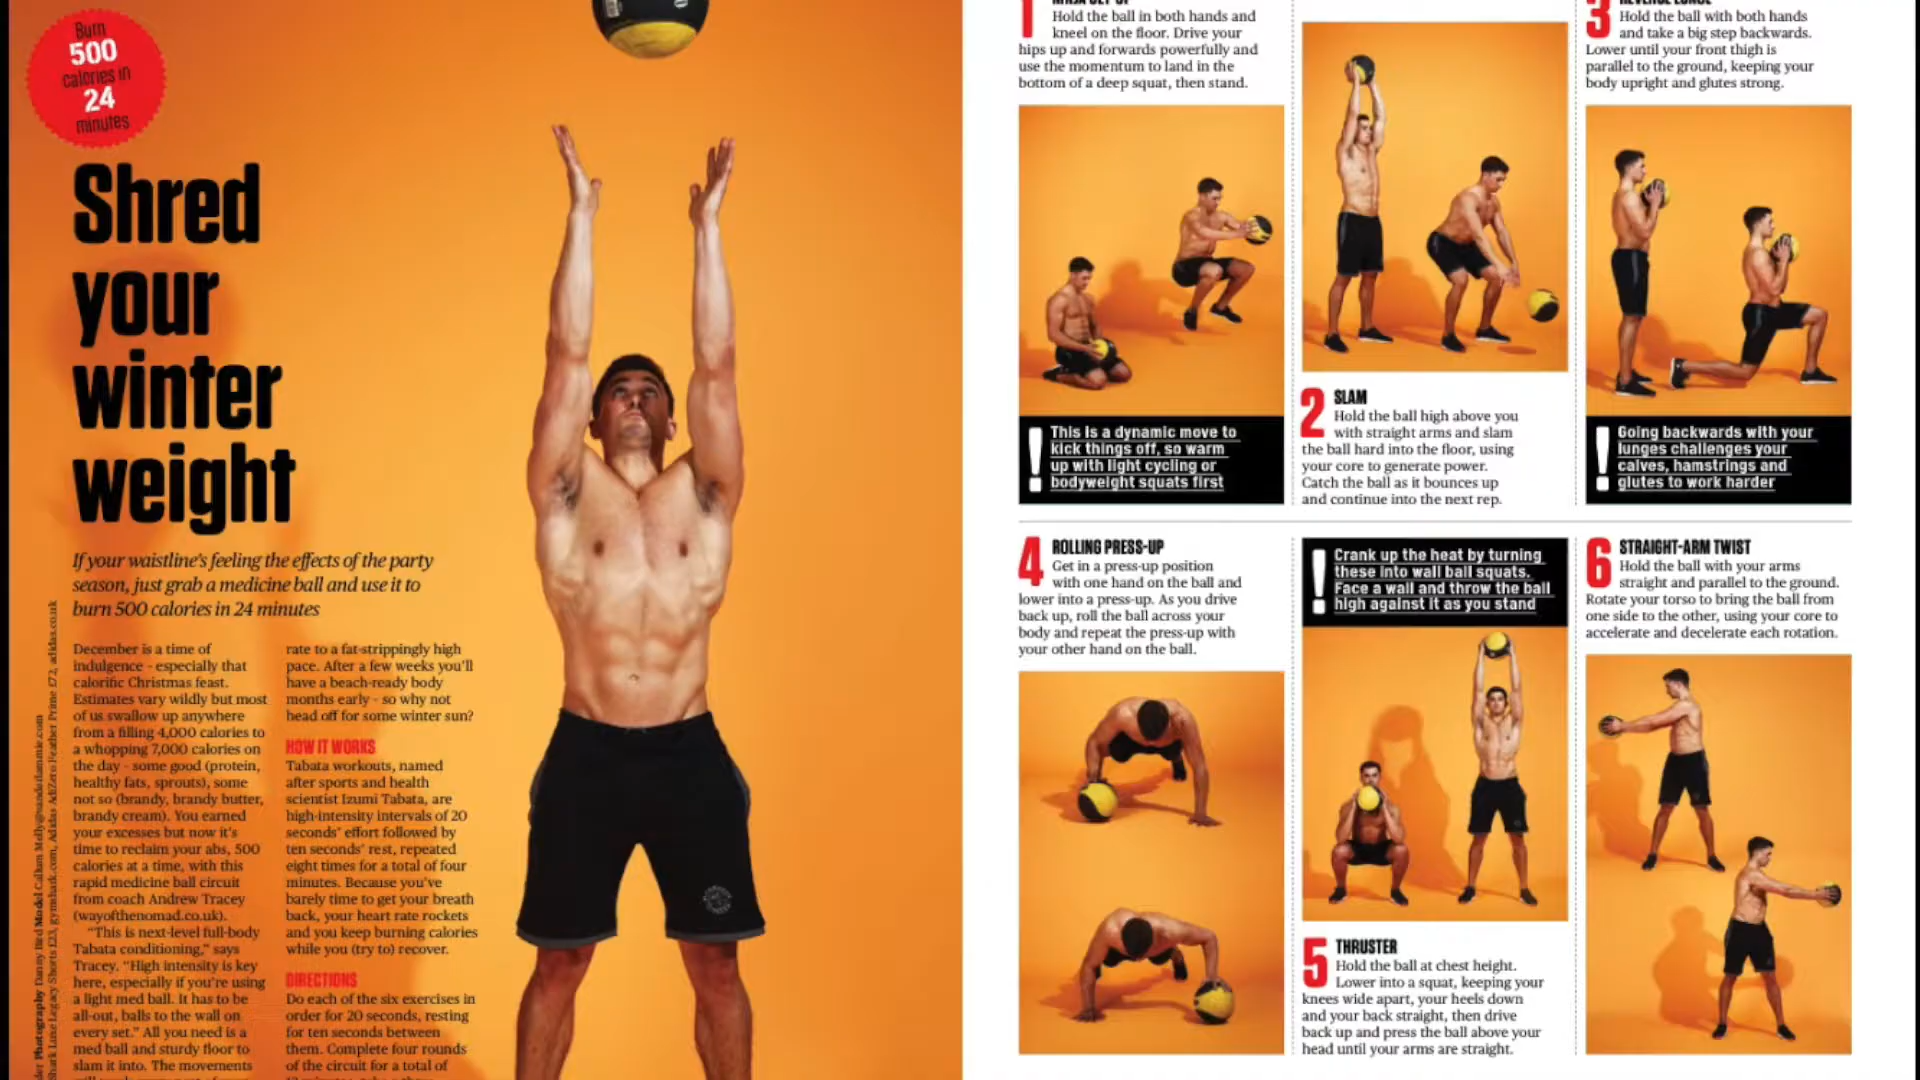 Burn
500
calories in
24
minutes
Shred
your
winter
weight
If your waistline's feeling the effects of the party
season, just grab a medicine ball and use it to
burn 500 calories in 24 minutes
December is a time of
indulgence - especially that
calorific Christmas feast.
Estimates vary wildly but most
of us swallow up anywhere
from a filling 4,000 calories to
a whopping 7,000 calories on
the day - some good (protein,
healthy fats, sprouts), some
not so (brandy, brandy butter,
brandy cream). You earned
your excesses but now it's
time to reclaim your abs, 500
calories at a time, with this
rapid medicine ball circuit
from coach Andrew Tracey
(wayofthenomad.co.uk).
"This is next-level full-body
Tabata conditioning," says
Tracey. "High intensity is key
here, especially if you're using
a light med ball. It has to be
all-out, balls to the wall on
every set." All you need is a
med ball and sturdy floor to
slam it into. The movements
rate to a fat-strippingly high
pace. After a few weeks you'll
have a beach-ready body
months early - so why not
head off for some winter sun?
HOW IT WORKS
Tabata workouts, named
after sports and health
scientist Izumi Tabata, are
high-intensity intervals of 20
seconds' effort followed by
ten seconds' rest, repeated
eight times for a total of four
minutes. Because you've
barely time to get your breath
back, your heart rate rockets
and you keep burning calories
while you (try to) recover.
DIRECTIONS
Do each of the six exercises in
order for 20 seconds, resting
for ten seconds between
them. Complete four rounds
of the circuit for a total of
Photography Danny Bird Model Callum Melly@wandafiammie.com
Luxe Legacy Shorts £23, gymshark.com, Adidas AdiZero Feather Prime £72, adidas.co.uk
1
Hold the ball in both hands and
kneel on the floor. Drive your
hips up and forwards powerfully and
use the momentum to land in the
bottom of a deep squat, then stand.
! This is a dynamic move to
kick things off, so warm
up with light cycling or
bodyweight squats first
2 SLAM
Hold the ball high above you
with straight arms and slam
the ball hard into the floor, using
your core to generate power.
Catch the ball as it bounces up
and continue into the next rep.
3 REVERSE LUNGE
Hold the ball with both hands
and take a big step backwards.
Lower until your front thigh is
parallel to the ground, keeping your
body upright and glutes strong.
! Going backwards with your
lunges challenges your
calves, hamstrings and
glutes to work harder
4 ROLLING PRESS-UP
Get in a press-up position
with one hand on the ball and
lower into a press-up. As you drive
back up, roll the ball across your
body and repeat the press-up with
your other hand on the ball.
! Crank up the heat by turning
these into wall ball squats.
Face a wall and throw the ball
high against it as you stand
5 THRUSTER
Hold the ball at chest height.
Lower into a squat, keeping your
knees wide apart, your heels down
and your back straight, then drive
back up and press the ball above your
head until your arms are straight.
6 STRAIGHT-ARM TWIST
Hold the ball with your arms
straight and parallel to the ground.
Rotate your torso to bring the ball from
one side to the other, using your core to
accelerate and decelerate each rotation.